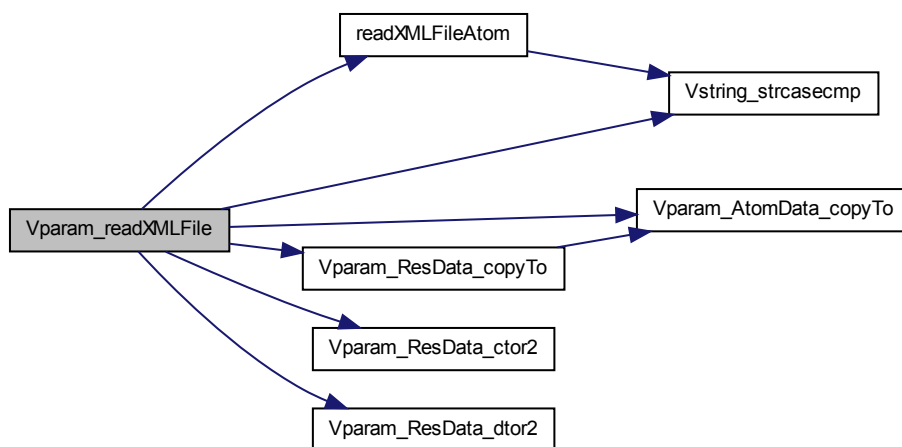 readXMLFileAtom
Vstring_strcasecmp
Vparam_AtomData_copyTo
Vparam_readXMLFile
Vparam_ResData_copyTo
Vparam_ResData_ctor2
Vparam_ResData_dtor2